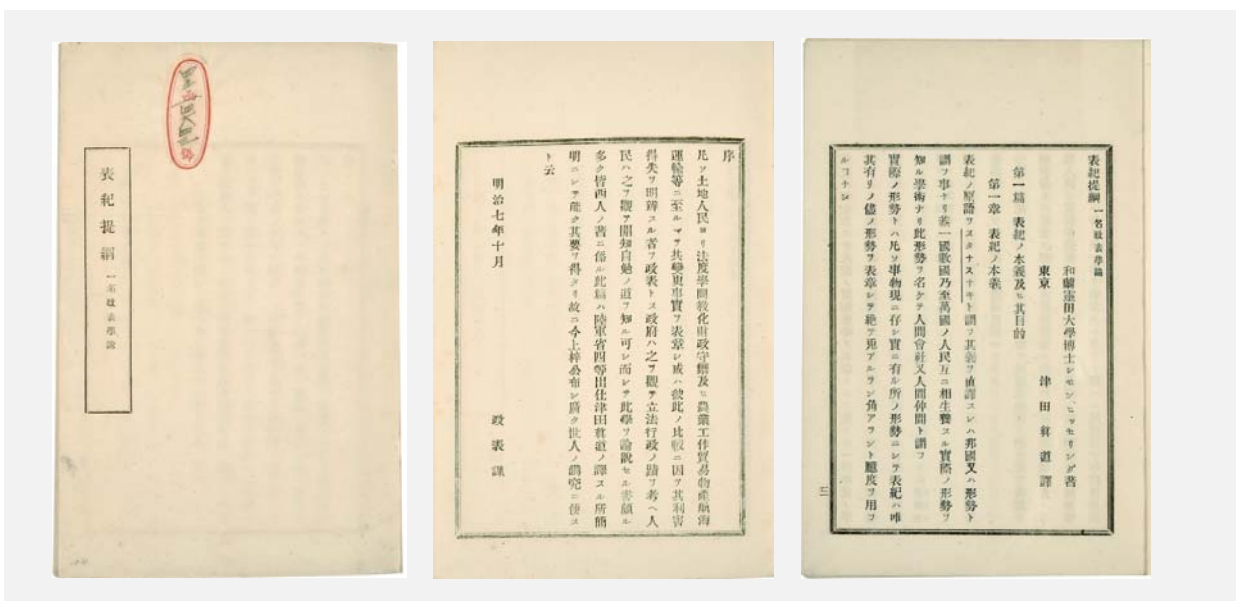 表紀提綱 一名政表學論
序
凡ソ土地人民ヨリ法度學問敎化財政守備及ヒ農業工作貿易物產航海
運輸等ニ至ルマテ其變更事實ヲ表章シ或ハ彼此ノ比較ニ因テ其利害
得失ヲ明辨スル者ヲ政表トス政府ハ之ヲ觀テ立法行政ノ蹟ヲ考ヘ人
民ハ之ヲ觀テ開知自勉ノ道ヲ知ル可シ而シテ此學ヲ論說セル書頗ル
多ク皆西人ノ著ニ係ル此篇ハ陸軍省四等出仕津田眞道ノ譯スル所簡
明ニシテ能ク其要ヲ得タリ故ニ今上梓公布シ廣ク世人ノ講究ニ便ス
ト云
明治七年十月
政表課
表紀提綱 一名政表學論
和蘭壷田大學博士シモン、ヒッセリング著
東京 津田眞道 譯
第一篇 表紀ノ本義及ヒ其目的
第一章 表紀ノ本義
表紀ノ原語ヲスタチスチキト謂フ其義ヲ直譯スレハ邦國又ハ形勢ト
謂フ事ナリ蓋一國數國乃至萬國ノ人民互ニ相生養スル實際ノ形勢ヲ
知ル學術ナリ此形勢ヲ名ケテ人間會社又人間仲間ト謂フ
實際ノ形勢トハ凡ソ事物現ニ存シ實ニ有ル所ノ形勢ニシテ表紀ハ唯
其有リノ儘ノ形勢ヲ表章シテ絶テ兎アルラン角アラント臆度ヲ用フ
ルコナシ
三